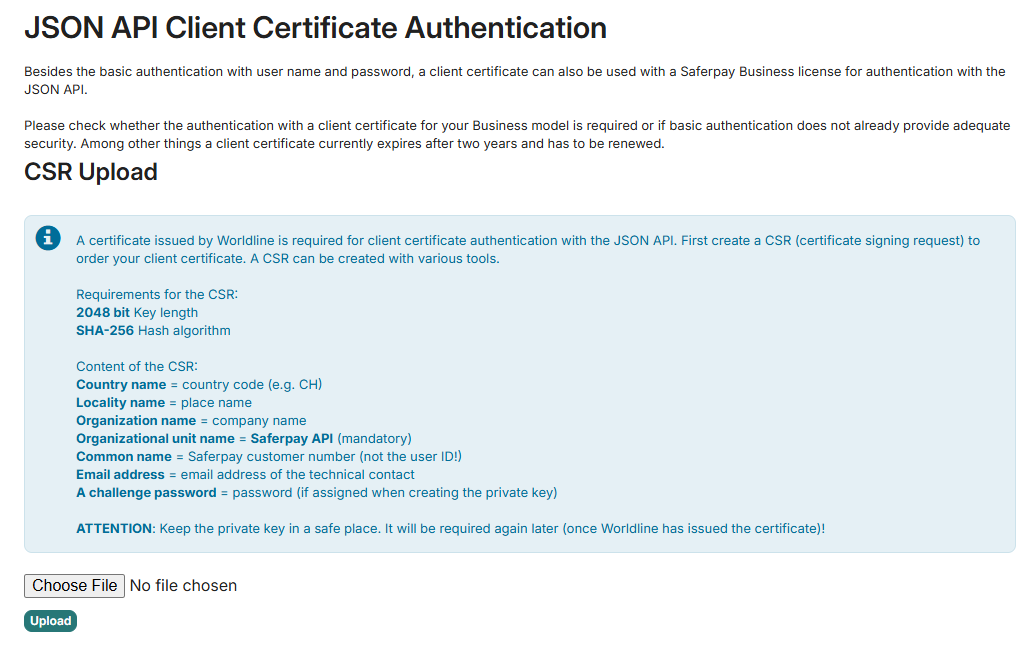 JSON API Client Certificate Authentication
Besides the basic authentication with user name and password, a client certificate can also be used with a Saferpay Business license for authentication with the
JSON API.
Please check whether the authentication with a client certificate for your Business model is required or if basic authentication does not already provide adequate
security. Among other things a client certificate currently expires after two years and has to be renewed.
CSR Upload
A certificate issued by Worldline is required for client certificate authentication with the JSON API. First create a CSR (certificate signing request) to
order your client certificate. A CSR can be created with various tools.
Requirements for the CSR:
2048 bit Key length
SHA-256 Hash algorithm
Content of the CSR:
Country name = country code (e.g. CH)
Locality name = place name
Organization name = company name
Organizational unit name = Saferpay API (mandatory)
Common name = Saferpay customer number (not the user ID!)
Email address = email address of the technical contact
A challenge password = password (if assigned when creating the private key)
ATTENTION: Keep the private key in a safe place. It will be required again later (once Worldline has issued the certificate)!
Choose File No file chosen
Upload